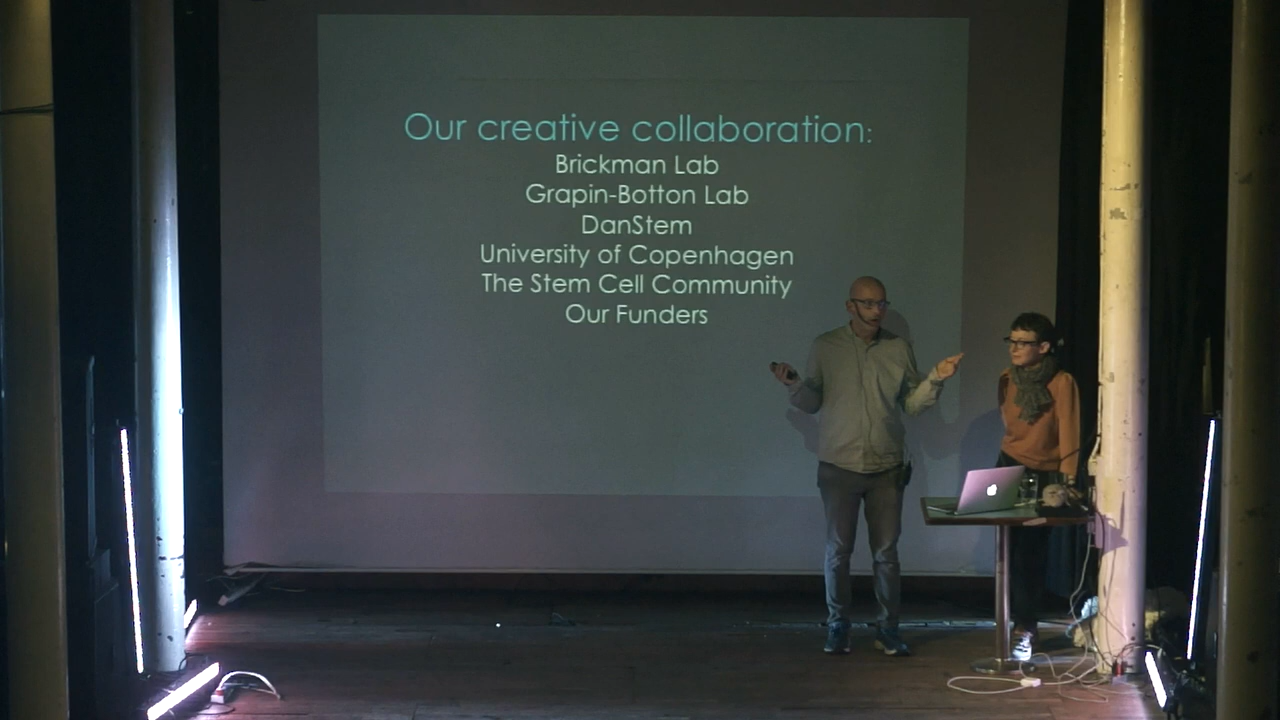 Our creative collaboration:
Brickman Lab
Grapin-Botton Lab
DanStem
University of Copenhagen
The Stem Cell Community
Our Funders